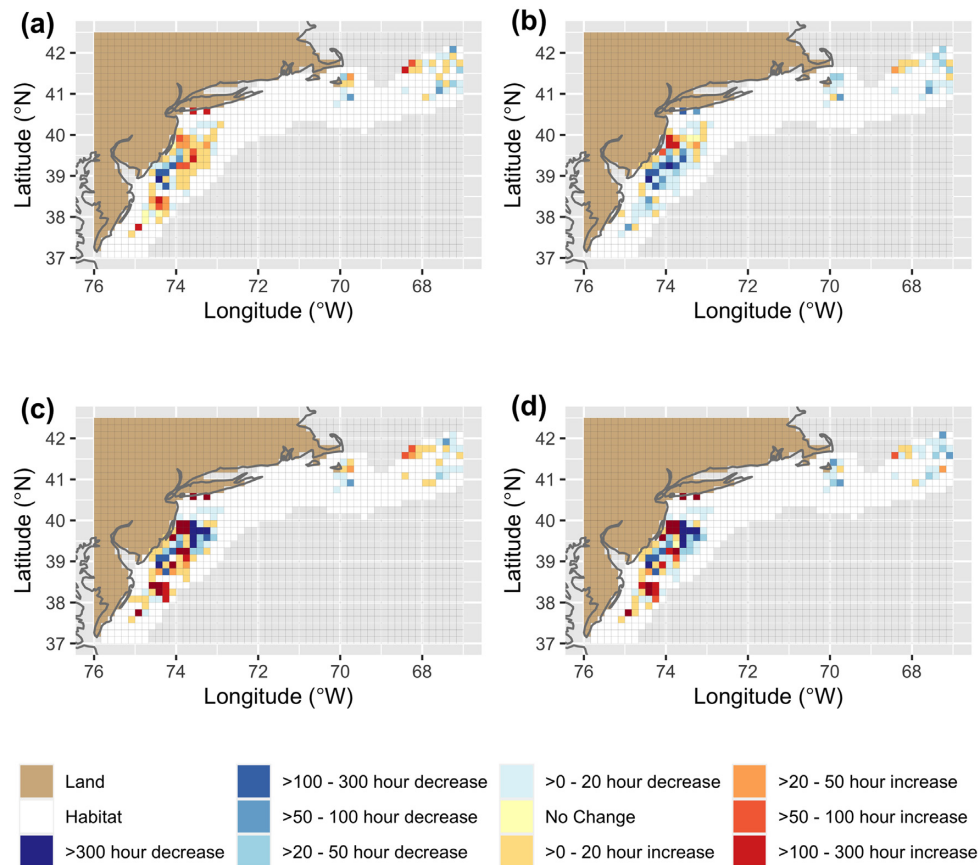 (a)
(b)
42
41
40
39
38
37
Latitude (°N)
76
74
72
70
68
Longitude (°W)
42
41
40
39
38
37
Latitude (°N)
76
74
72
70
68
Longitude (°W)
(c)
(d)
42
41
40
39
38
37
Latitude (°N)
76
74
72
70
68
Longitude (°W)
42
41
40
39
38
37
Latitude (°N)
76
74
72
70
68
Longitude (°W)
Land
Habitat
>300 hour decrease
>100 - 300 hour decrease
>50 - 100 hour decrease
>20 - 50 hour decrease
>0 - 20 hour decrease
No Change
>0 - 20 hour increase
>20 - 50 hour increase
>50 - 100 hour increase
>100 - 300 hour increase